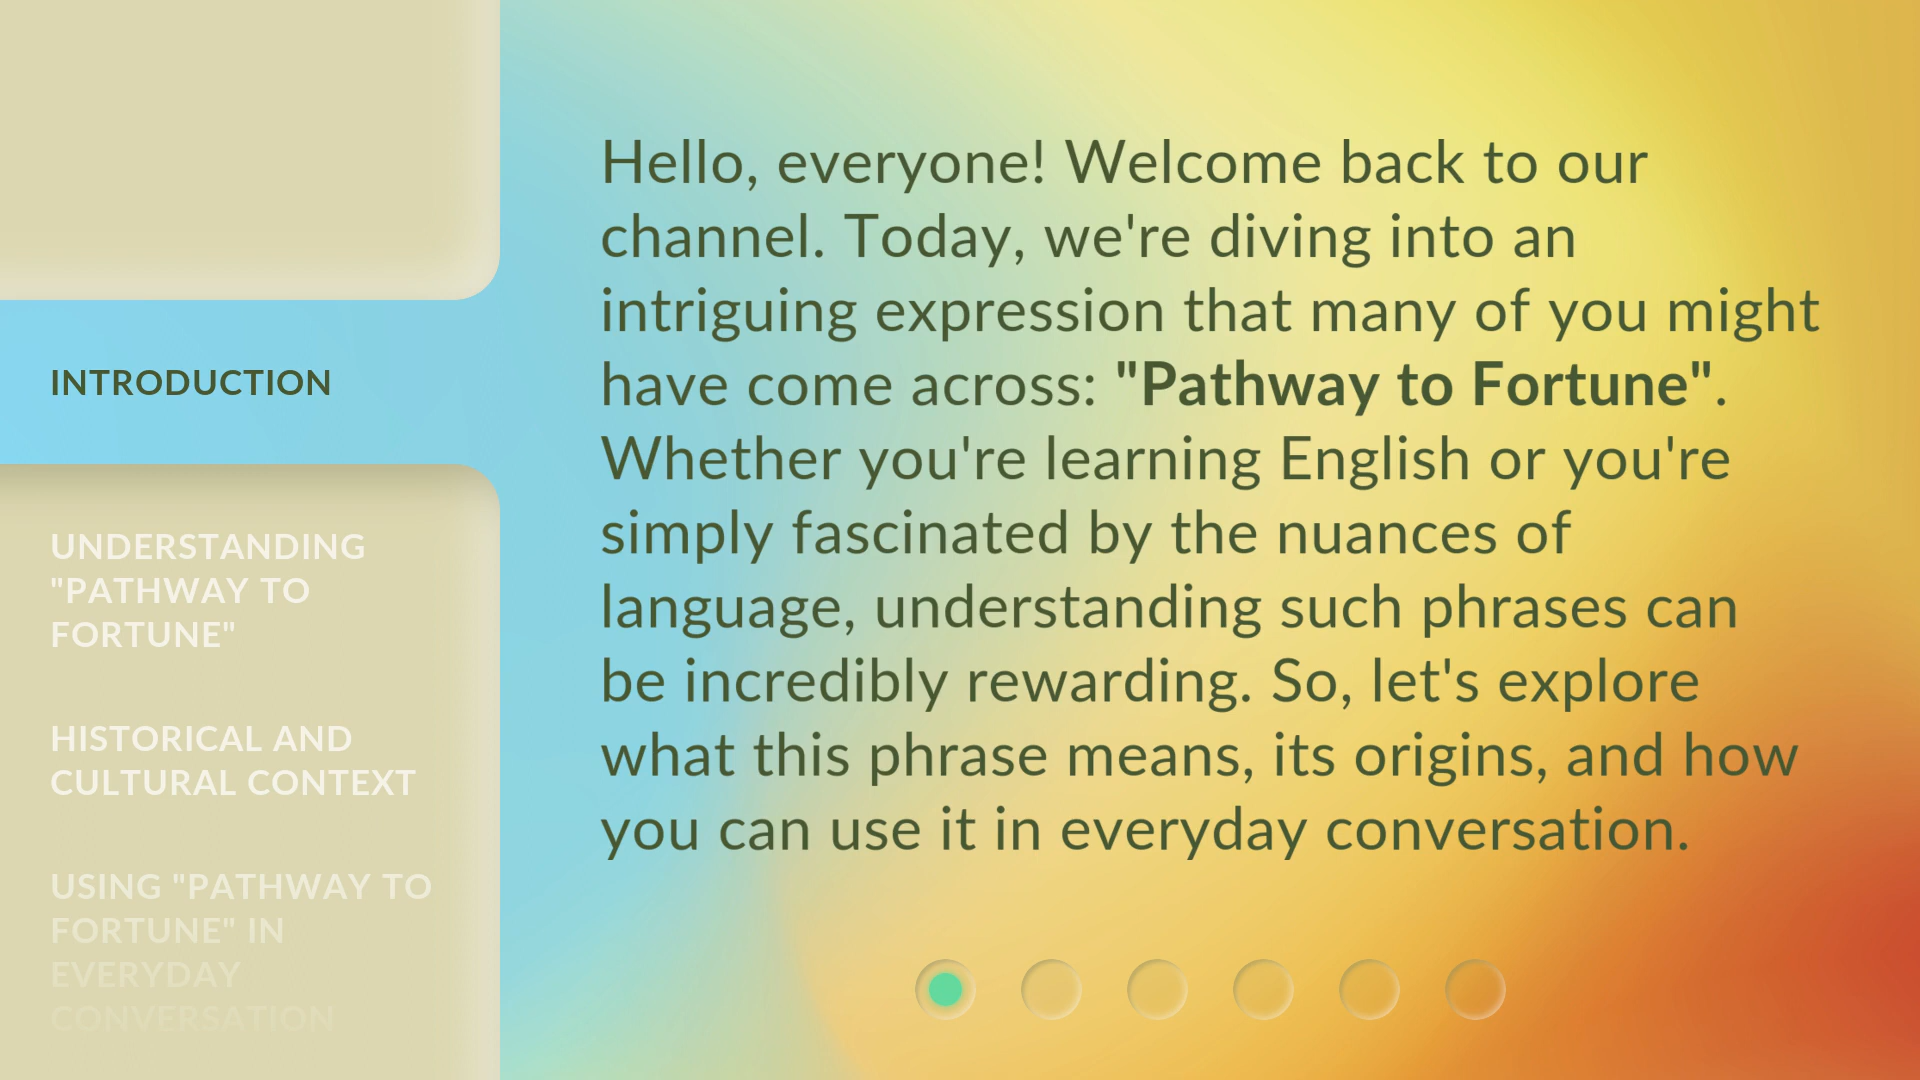 INTRODUCTION
UNDERSTANDING
"PATHWAY TO
FORTUNE"
HISTORICAL AND
CULTURAL CONTEXT
USING "PATHWAY TO
FORTUNE" IN
EVERYDAY
CONVERSATION
Hello, everyone! Welcome back to our
channel. Today, we're diving into an
intriguing expression that many of you might
have come across: "Pathway to Fortune".
Whether you're learning English or you're
simply fascinated by the nuances of
language, understanding such phrases can
be incredibly rewarding. So, let's explore
what this phrase means, its origins, and how
you can use it in everyday conversation.